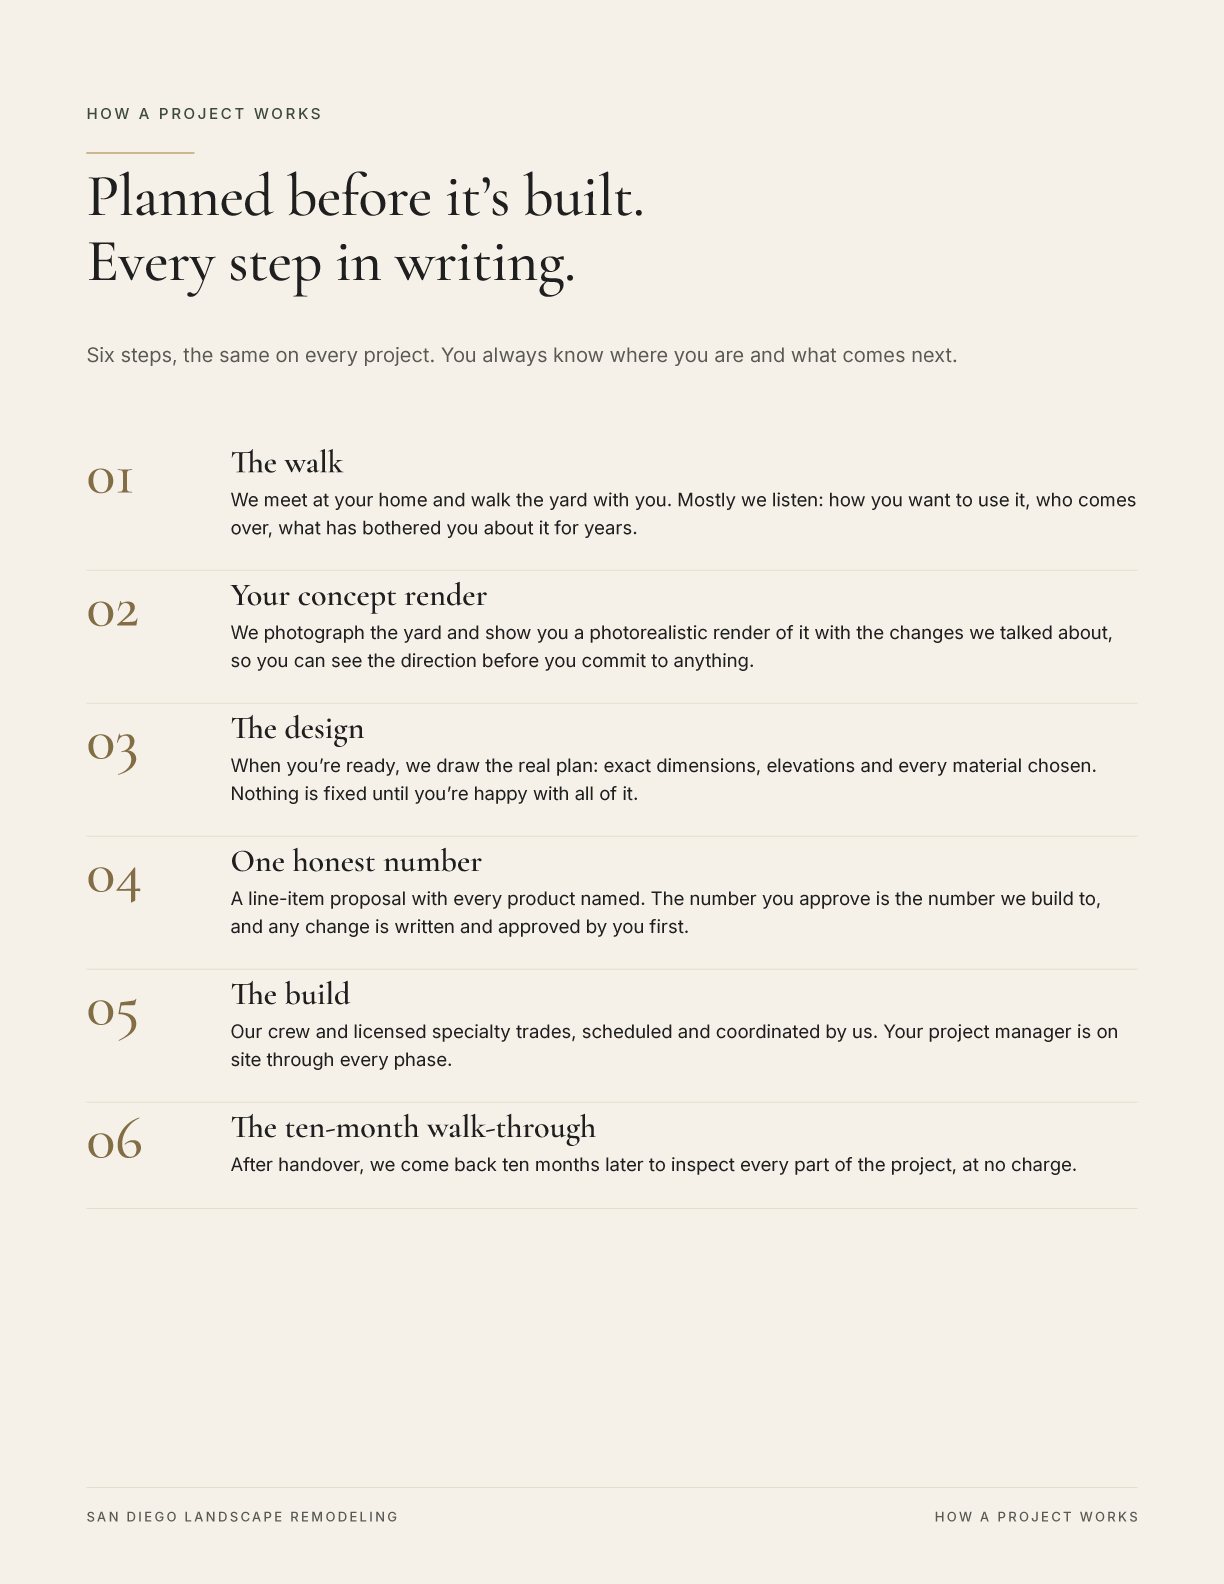 HOW A PROJECT WORKS
Planned before it’s built.
Every step in writing.
Six steps, the same on every project. You always know where you are and what comes next.
01
The walk
We meet at your home and walk the yard with you. Mostly we listen: how you want to use it, who comes
over, what has bothered you about it for years.
02
Your concept render
We photograph the yard and show you a photorealistic render of it with the changes we talked about,
so you can see the direction before you commit to anything.
03
The design
When you’re ready, we draw the real plan: exact dimensions, elevations and every material chosen.
Nothing is fixed until you’re happy with all of it.
04
One honest number
A line-item proposal with every product named. The number you approve is the number we build to,
and any change is written and approved by you first.
05
The build
Our crew and licensed specialty trades, scheduled and coordinated by us. Your project manager is on
site through every phase.
06
The ten-month walk-through
After handover, we come back ten months later to inspect every part of the project, at no charge.
SAN DIEGO LANDSCAPE REMODELING
HOW A PROJECT WORKS